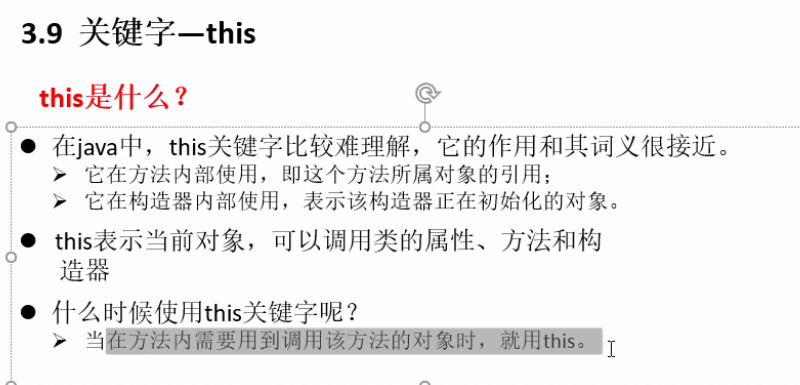 3.9 关键字—this
this是什么？
● 在java中，this关键字比较难理解，它的作用和其词义很接近。
➢ 它在方法内部使用，即这个方法所属对象的引用；
➢ 它在构造器内部使用，表示该构造器正在初始化的对象。
● this表示当前对象，可以调用类的属性、方法和构
造器
● 什么时候使用this关键字呢？
➢ 当在方法内需要用到调用该方法的对象时，就用this。